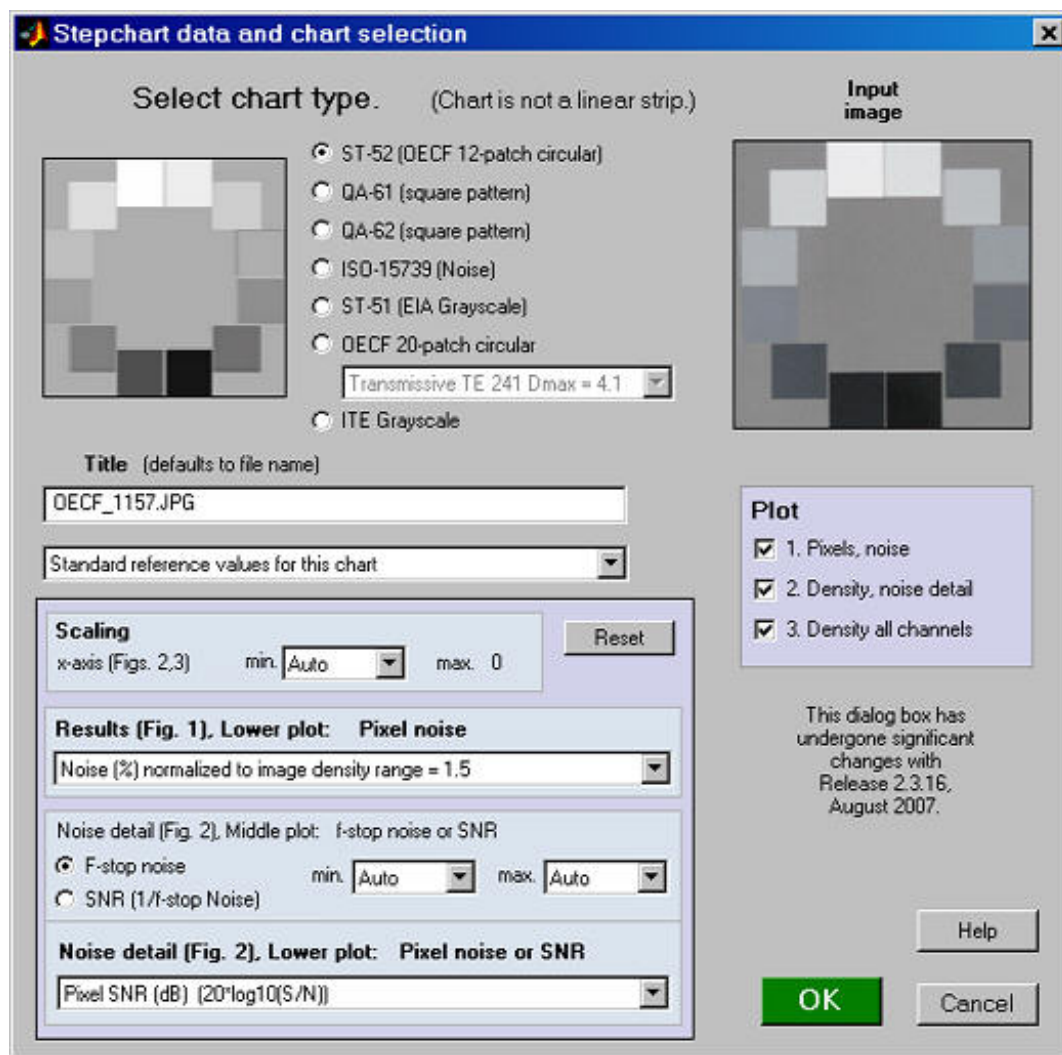 Stepchart data and chart selection
Select chart type. (Chart is not a linear strip.)
Input
image
ST-52 (OECF 12-patch circular)
QA-61 (square pattern)
QA-62 (square pattern)
ISO-15739 (Noise)
ST-51 (EIA Grayscale)
OECF 20-patch circular
Transmissive TE 241 Dmax = 4.1
ITE Grayscale
Title (defaults to file name)
OECF_1157.JPG
Standard reference values for this chart
Plot
1. Pixels, noise
2. Density, noise detail
3. Density all channels
Scaling
x-axis (Figs. 2,3) min. Auto max. 0
Reset
Results (Fig. 1), Lower plot: Pixel noise
Noise (%) normalized to image density range = 1.5
Noise detail (Fig. 2), Middle plot: f-stop noise or SNR
F-stop noise
SNR (1/f-stop Noise)
min. Auto max. Auto
Noise detail (Fig. 2), Lower plot: Pixel noise or SNR
Pixel SNR (dB) (20*log10(S/N))
This dialog box has
undergone significant
changes with
Release 2.3.16,
August 2007.
Help
OK
Cancel